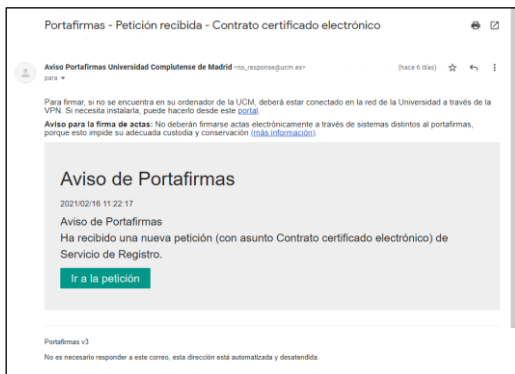 Portafirmas - Petición recibida - Contrato certificado electrónico
Aviso Portafirmas Universidad Complutense de Madrid <no_response@ucm.es>
(hace 6 días)
para
Para firmar, si no se encuentra en su ordenador de la UCM, deberá estar conectado en la red de la Universidad a través de la
VPN. Si necesita instalarla, puede hacerlo desde este portal.
Aviso para la firma de actas: No deberán firmarse actas electrónicamente a través de sistemas distintos al portafirmas,
porque esto impide su adecuada custodia y conservación (más información).
Aviso de Portafirmas
2021/02/16 11:22:17
Aviso de Portafirmas
Ha recibido una nueva petición (con asunto Contrato certificado electrónico) de
Servicio de Registro.
Ir a la petición
Portafirmas v3
No es necesario responder a este correo, esta dirección está automatizada y desatendida.